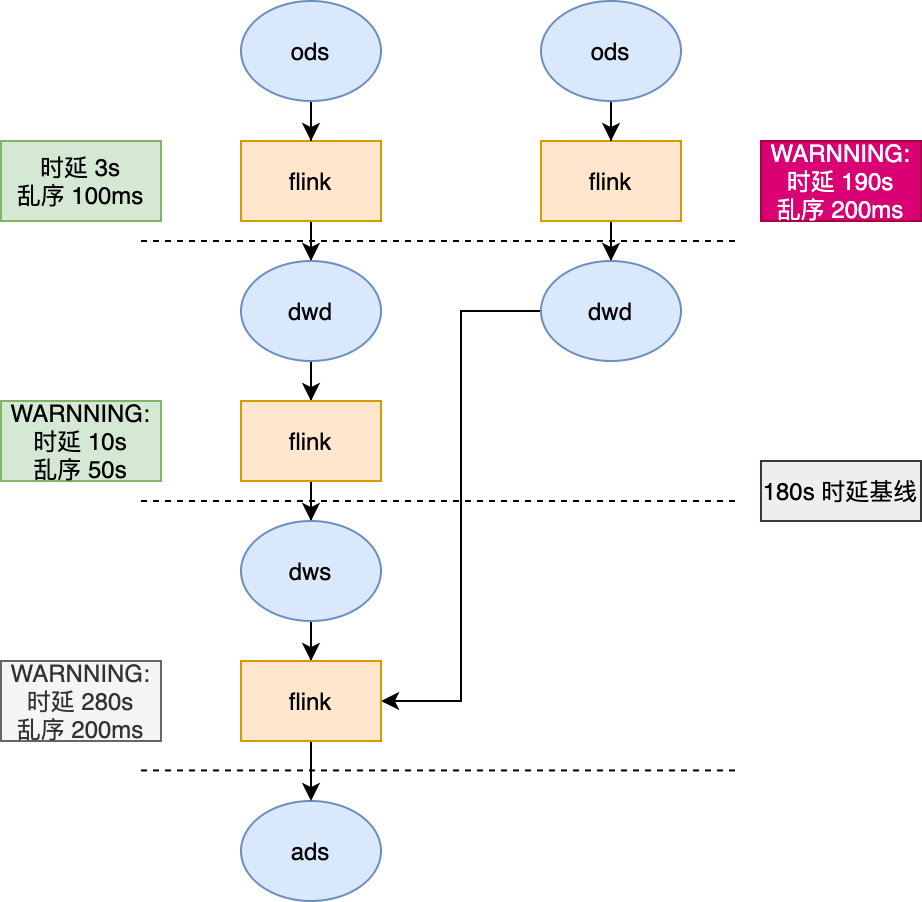 ods
ods
时延 3s
乱序 100ms
flink
flink
WARNNING:
时延 190s
乱序 200ms
dwd
dwd
WARNNING:
时延 10s
乱序 50s
flink
180s 时延基线
dws
WARNNING:
时延 280s
乱序 200ms
flink
ads